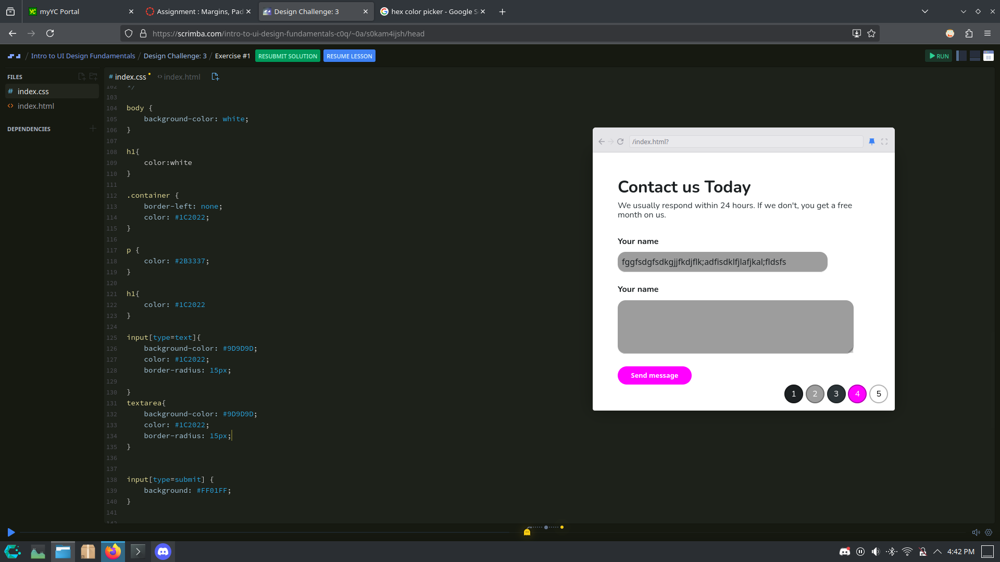 myYC Portal
Assignment : Margins, Pad
Design Challenge: 3
hex color picker - Google S
https://scrimba.com/intro-to-ui-design-fundamentals-c0q/~0a/s0kam4ijsh/head
/ Intro to UI Design Fundamentals / Design Challenge: 3 / Exercise #1 RESUBMIT SOLUTION RESUME LESSON
RUN
FILES
# index.css
<> index.html
DEPENDENCIES
# index.css
<> index.html
102 */
103
104 body {
105 background-color: white;
106 }
107
108 h1{
109 color:white
110 }
111
112 .container {
113 border-left: none;
114 color: #1C2022;
115 }
116
117 p {
118 color: #2B3337;
119 }
120
121 h1{
122 color: #1C2022
123 }
124
125 input[type=text]{
126 background-color: #9D9D9D;
127 color: #1C2022;
128 border-radius: 15px;
129
130 }
131 textarea{
132 background-color: #9D9D9D;
133 color: #1C2022;
134 border-radius: 15px;
135 }
136
137
138 input[type=submit] {
139 background: #FF01FF;
140 }
141
142
/index.html?
Contact us Today
We usually respond within 24 hours. If we don't, you get a free
month on us.
Your name
fggfsdgfsdkgjjfkdjflk;adfisdklfjlafjkal;fldsfs
Your name
Send message
1 2 3 4 5
4:42 PM